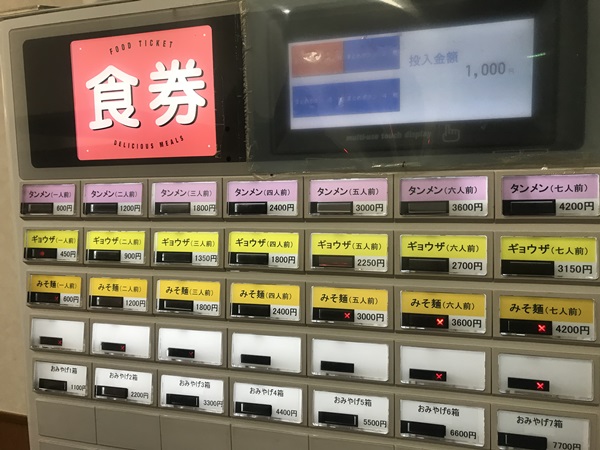 FOOD TICKET
食券
DELICIOUS MEALS
投入金額
1,000円
タンメン(一人前) 600円
タンメン(二人前) 1200円
タンメン(三人前) 1800円
タンメン(四人前) 2400円
タンメン(五人前) 3000円
タンメン(六人前) 3600円
タンメン(七人前) 4200円
ギョウザ(一人前) 450円
ギョウザ(二人前) 900円
ギョウザ(三人前) 1350円
ギョウザ(四人前) 1800円
ギョウザ(五人前) 2250円
ギョウザ(六人前) 2700円
ギョウザ(七人前) 3150円
みそ麺(一人前) 600円
みそ麺(二人前) 1200円
みそ麺(三人前) 1800円
みそ麺(四人前) 2400円
みそ麺(五人前) 3000円
みそ麺(六人前) 3600円
みそ麺(七人前) 4200円
おみやげ1箱 1100円
おみやげ2箱 2200円
おみやげ3箱 3300円
おみやげ4箱 4400円
おみやげ5箱 5500円
おみやげ6箱 6600円
おみやげ7箱 7700円